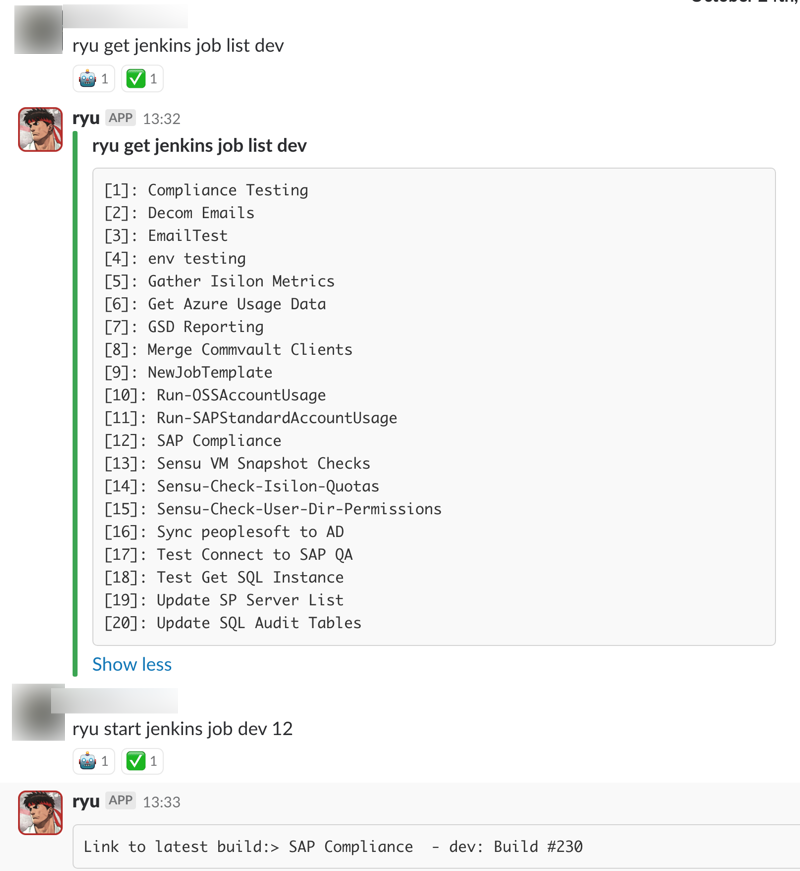 ryu get jenkins job list dev
1 1
ryu APP 13:32
ryu get jenkins job list dev
[1]: Compliance Testing
[2]: Decom Emails
[3]: EmailTest
[4]: env testing
[5]: Gather Isilon Metrics
[6]: Get Azure Usage Data
[7]: GSD Reporting
[8]: Merge Commvault Clients
[9]: NewJobTemplate
[10]: Run-OSSAccountUsage
[11]: Run-SAPStandardAccountUsage
[12]: SAP Compliance
[13]: Sensu VM Snapshot Checks
[14]: Sensu-Check-Isilon-Quotas
[15]: Sensu-Check-User-Dir-Permissions
[16]: Sync peoplesoft to AD
[17]: Test Connect to SAP QA
[18]: Test Get SQL Instance
[19]: Update SP Server List
[20]: Update SQL Audit Tables
Show less
ryu start jenkins job dev 12
1 1
ryu APP 13:33
Link to latest build:> SAP Compliance  - dev: Build #230